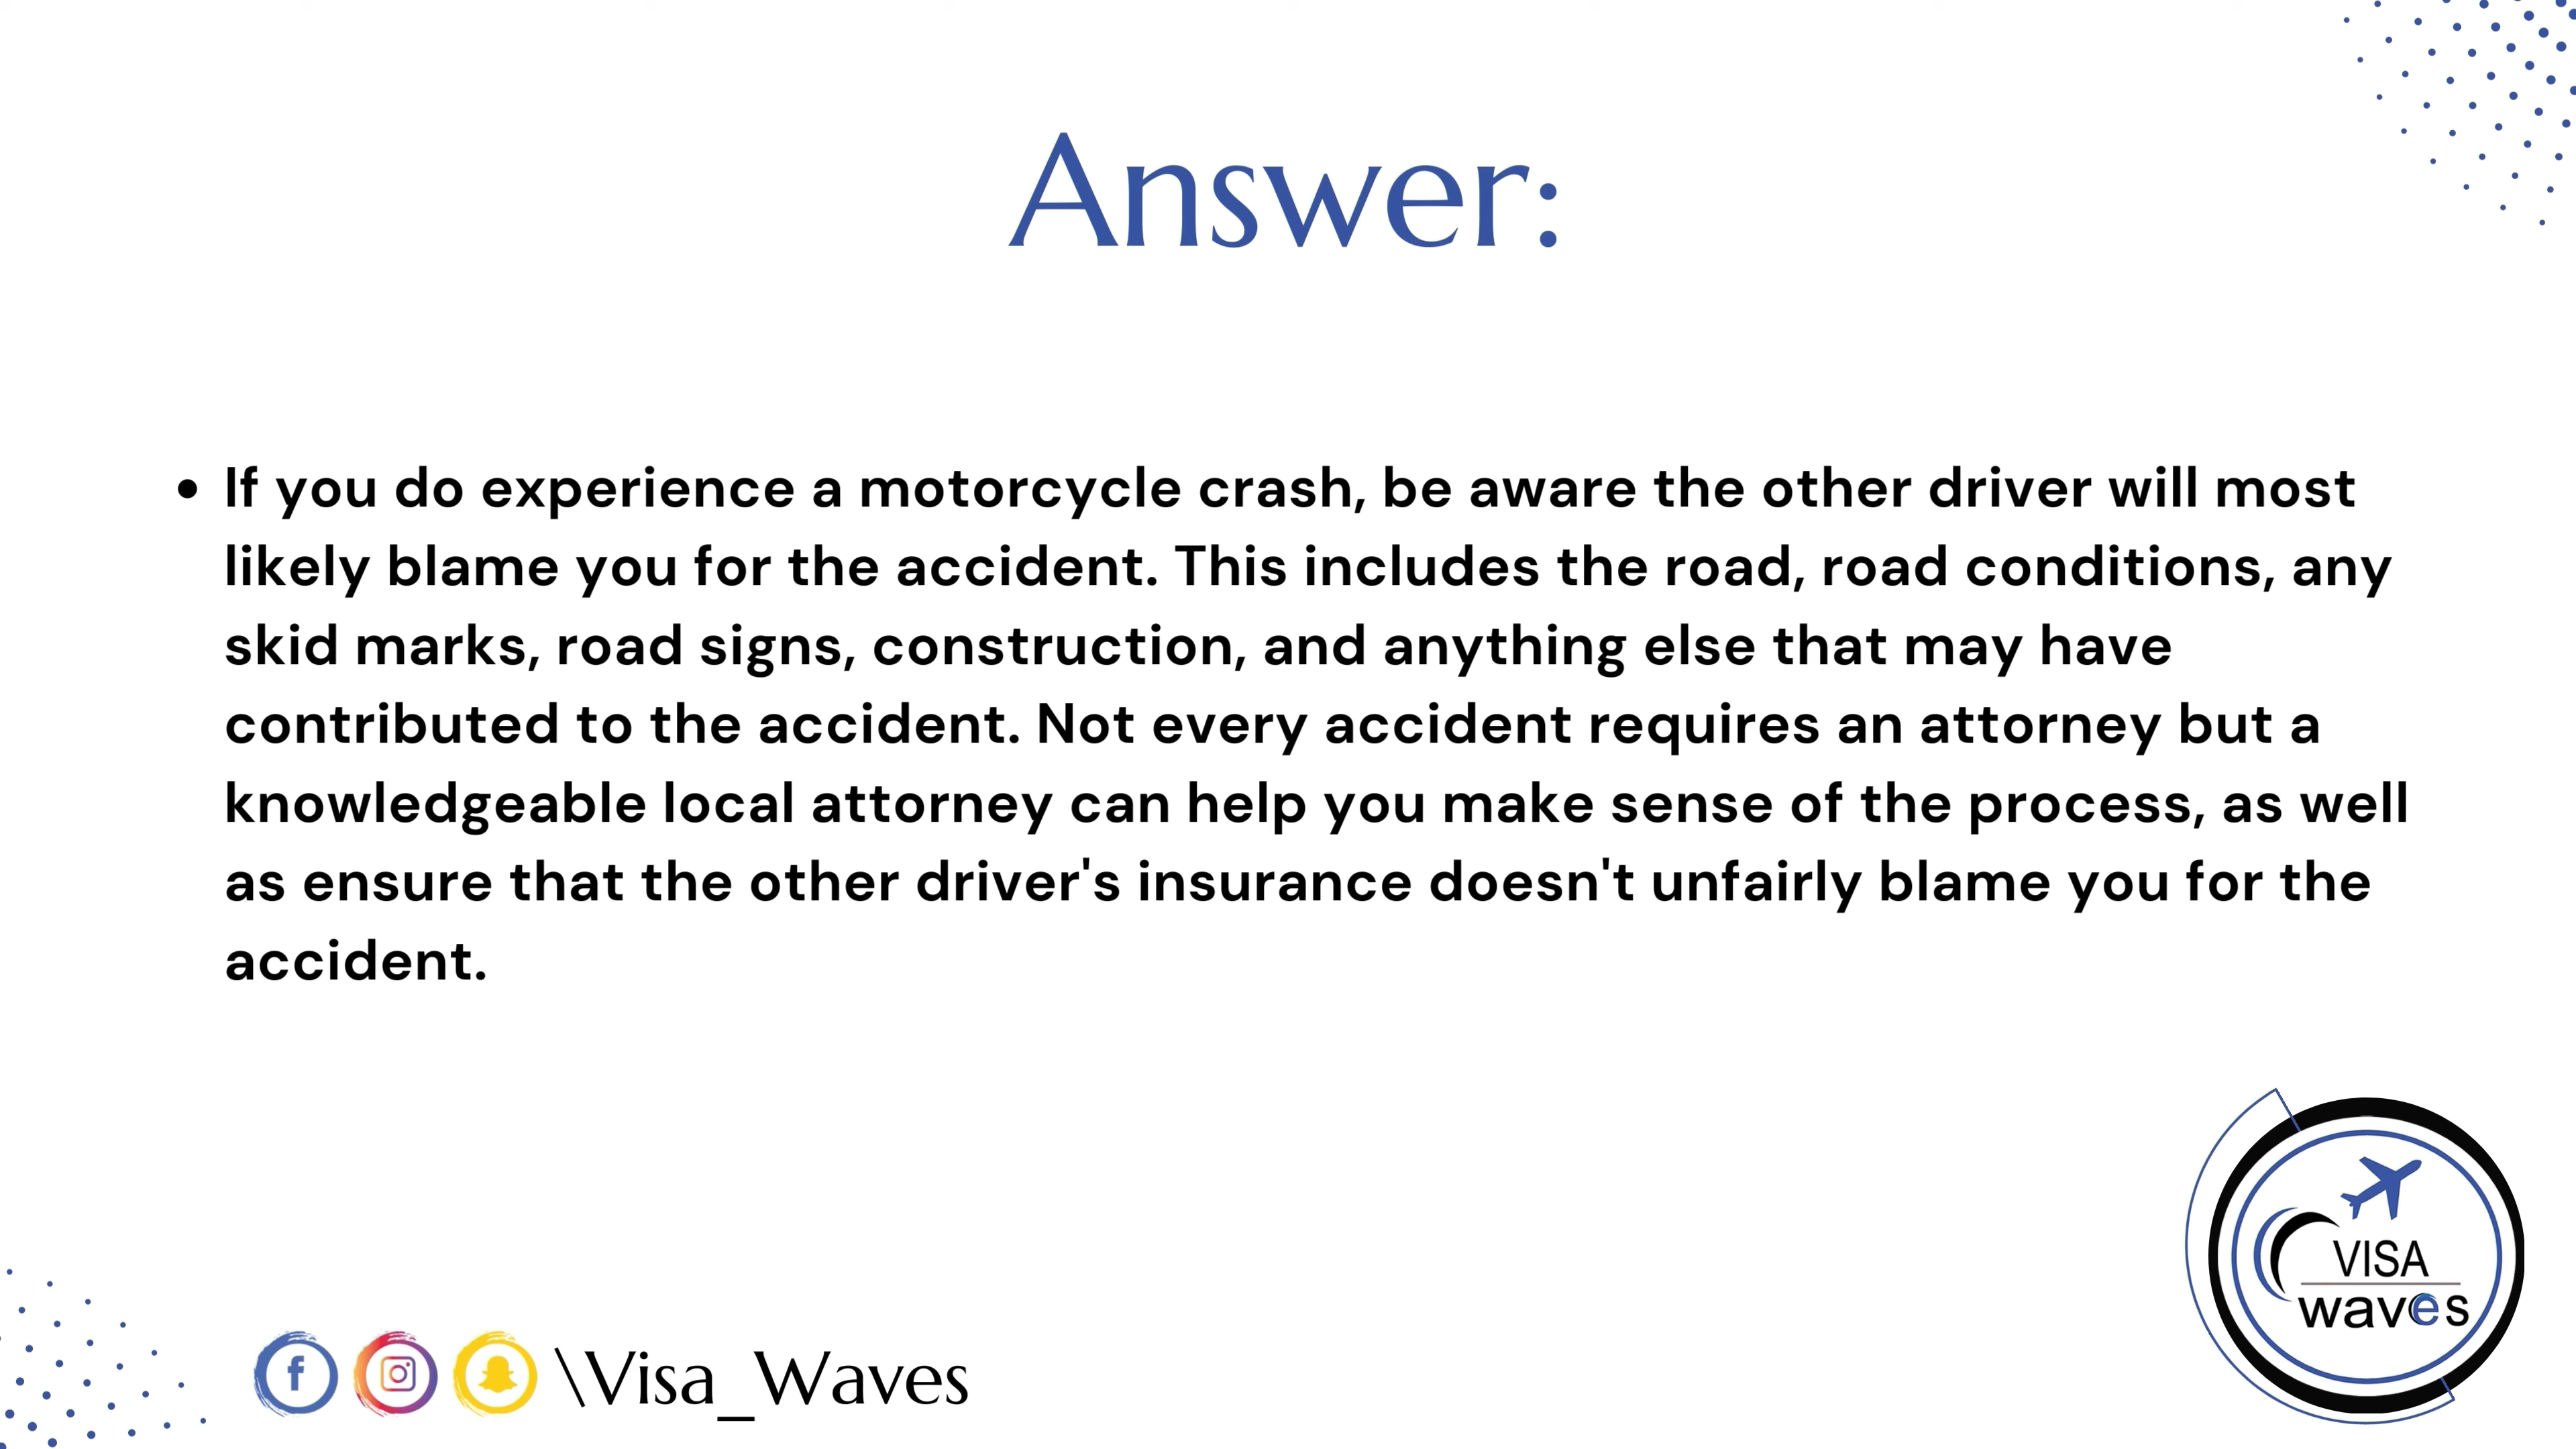 Answer:
• If you do experience a motorcycle crash, be aware the other driver will most
likely blame you for the accident. This includes the road, road conditions, any
skid marks, road signs, construction, and anything else that may have
contributed to the accident. Not every accident requires an attorney but a
knowledgeable local attorney can help you make sense of the process, as well
as ensure that the other driver's insurance doesn't unfairly blame you for the
accident.
VISA
waves
\Visa_Waves